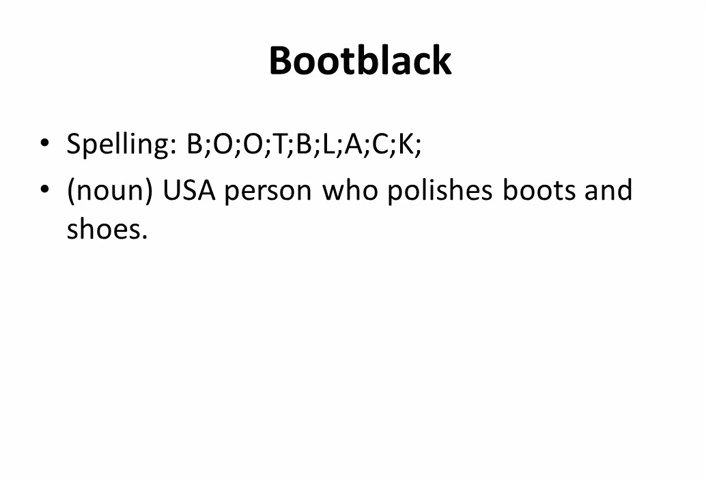 Bootblack
• Spelling: B;O;O;T;B;L;A;C;K;
• (noun) USA person who polishes boots and
shoes.